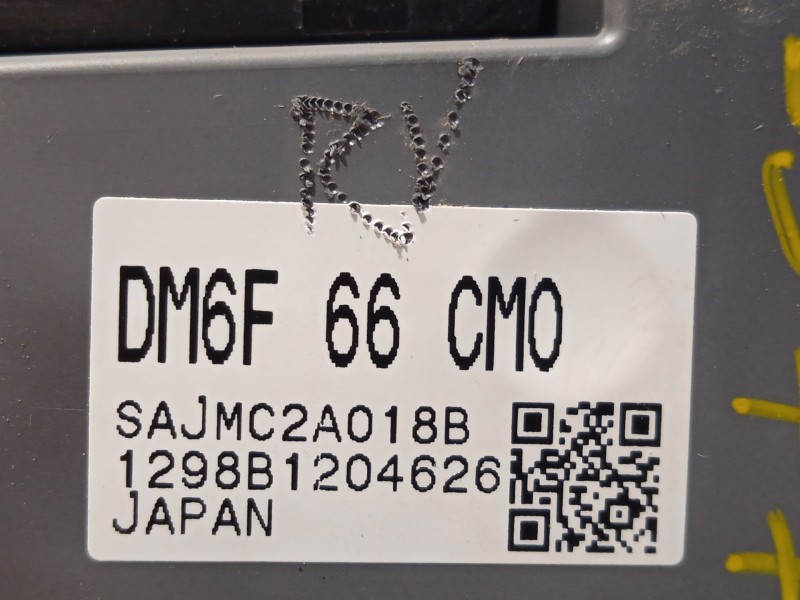 RV
DM6F 66 CM0
SAJMC2A018B
1298B1204626
JAPAN